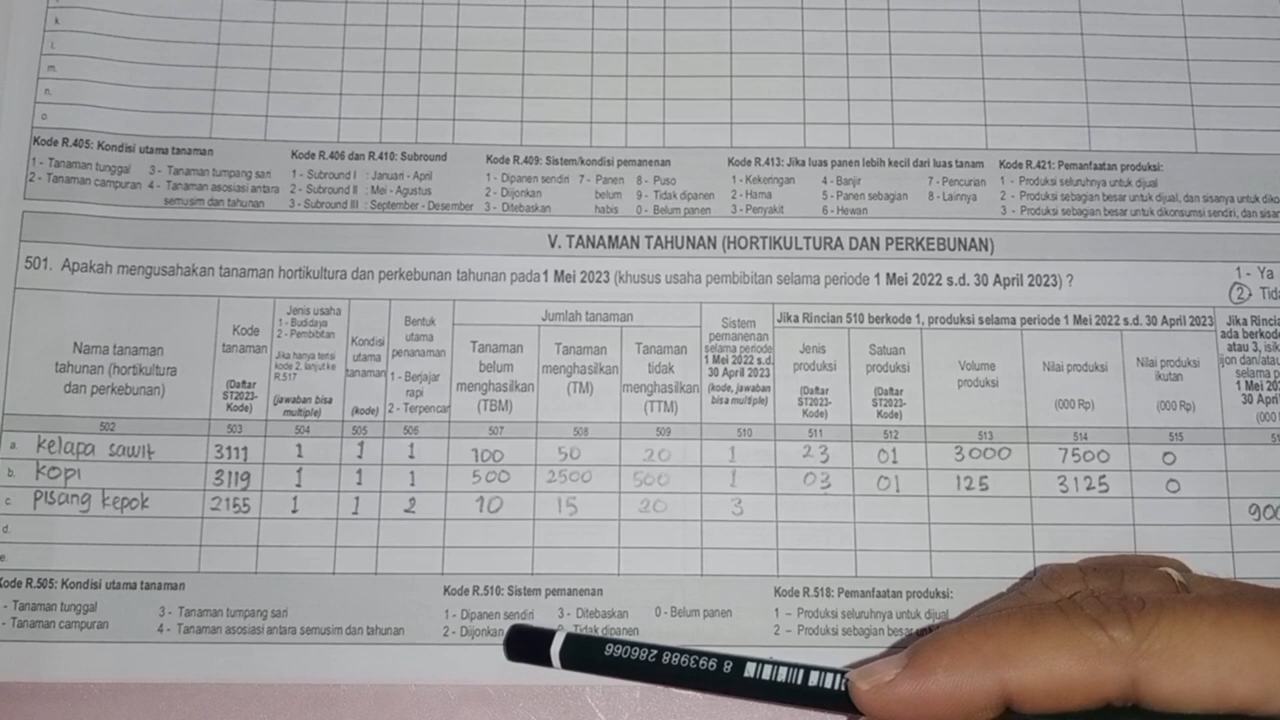 k.
l.
m.
n.
o
Kode R.405: Kondisi utama tanaman
1 - Tanaman tunggal 3 - Tanaman tumpang sari
2 - Tanaman campuran 4 - Tanaman asosiasi antara semusim dan tahunan
Kode R.406 dan R.410: Subround
1 - Subround I : Januari - April
2 - Subround II : Mei - Agustus
3 - Subround III : September - Desember
Kode R.409: Sistem/kondisi pemanenan
1 - Dipanen sendiri 7 - Panen 8 - Puso
2 - Diijonkan belum 9 - Tidak dipanen
3 - Ditebaskan habis 0 - Belum panen
Kode R.413: Jika luas panen lebih kecil dari luas tanam
1 - Kekeringan 4 - Banjir 7 - Pencurian
2 - Hama 5 - Panen sebagian 8 - Lainnya
3 - Penyakit 6 - Hewan
Kode R.421: Pemanfaatan produksi:
1 - Produksi seluruhnya untuk dijual
2 - Produksi sebagian besar untuk dijual, dan sisanya untuk
3 - Produksi sebagian besar untuk dikonsumsi sendiri, dan
V. TANAMAN TAHUNAN (HORTIKULTURA DAN PERKEBUNAN)
501. Apakah mengusahakan tanaman hortikultura dan perkebunan tahunan pada 1 Mei 2023 (khusus usaha pembibitan selama periode 1 Mei 2022 s.d. 30 April 2023) ?
1 - Ya
2 -
Nama tanaman tahunan (hortikultura dan perkebunan)
Kode tanaman (Daftar ST2023-Kode)
Jenis usaha
1 - Budidaya
2 - Pembibitan
Jika hanya terisi kode 2, lanjut ke R.517
(jawaban bisa multiple)
Kondisi utama tanaman (kode)
Bentuk utama penanaman
1 - Berjajar rapi
2 - Terpencar
Jumlah tanaman
Tanaman belum menghasilkan (TBM)
Tanaman menghasilkan (TM)
Tanaman tidak menghasilkan (TTM)
Sistem pemanenan selama periode 1 Mei 2022 s.d. 30 April 2023 (kode, jawaban bisa multiple)
Jika Rincian 510 berkode 1, produksi selama periode 1 Mei 2022 s.d. 30 April 2023
Jenis produksi (Daftar ST2023-Kode)
Satuan produksi (Daftar ST2023-Kode)
Volume produksi
Nilai produksi (000 Rp)
Nilai produksi ikutan (000 Rp)
502 503 504 505 506 507 508 509 510 511 512 513 514 515
a. kelapa sawit 3111 1 1 1 100 50 20 1 23 01 3000 7500 0
b. kopi 3119 1 1 1 500 2500 500 1 03 01 125 3125 0
c pisang kepok 2155 1 1 2 10 15 20 3
d.
e
Kode R.505: Kondisi utama tanaman
- Tanaman tunggal 3 - Tanaman tumpang sari
- Tanaman campuran 4 - Tanaman asosiasi antara semusim dan tahunan
Kode R.510: Sistem pemanenan
1 - Dipanen sendiri 3 - Ditebaskan 0 - Belum panen
2 - Diijonkan Tidak dipanen
Kode R.518: Pemanfaatan produksi:
1 – Produksi seluruhnya untuk dijual
2 – Produksi sebagian besar
8 993988 286066